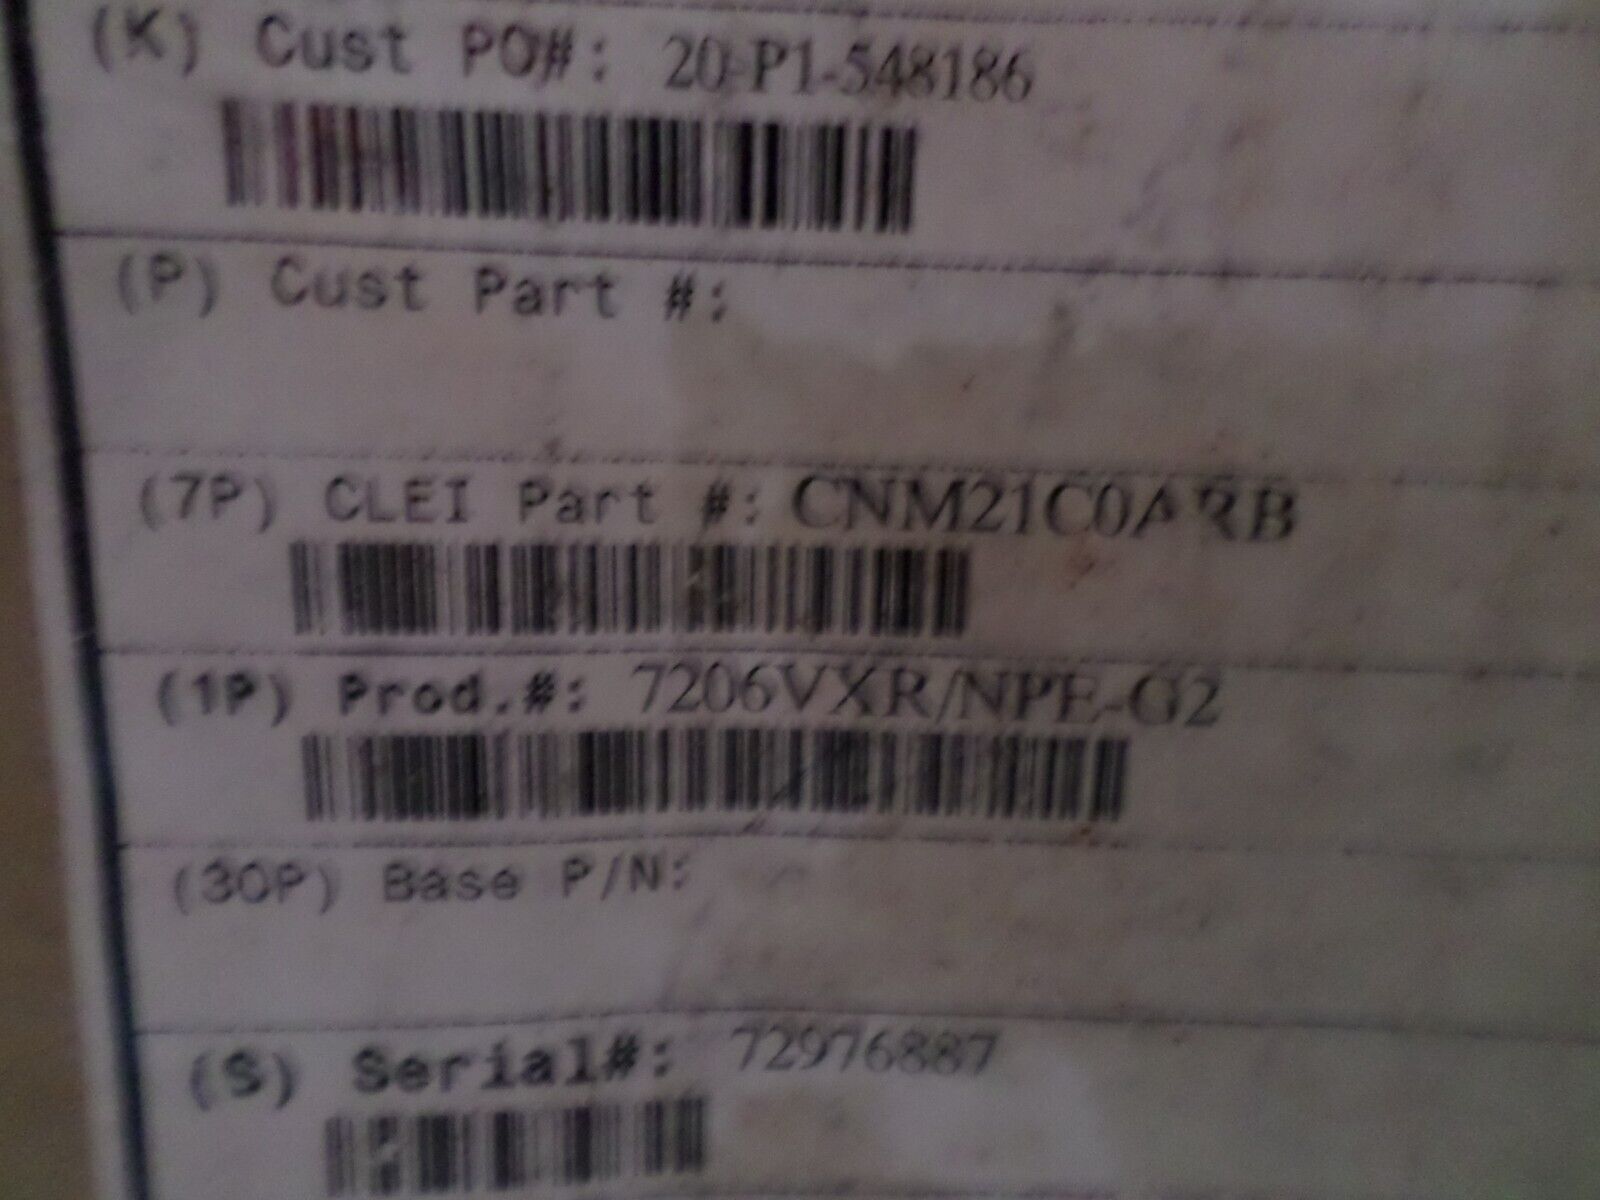 (K) Cust PO#: 20-P1-548186
(P) Cust Part #:
(7P) CLEI Part #: CNM21C0ARB
(1P) Prod.#: 7206VXR/NPE-G2
(30P) Base P/N:
(S) Serial#: 72976887